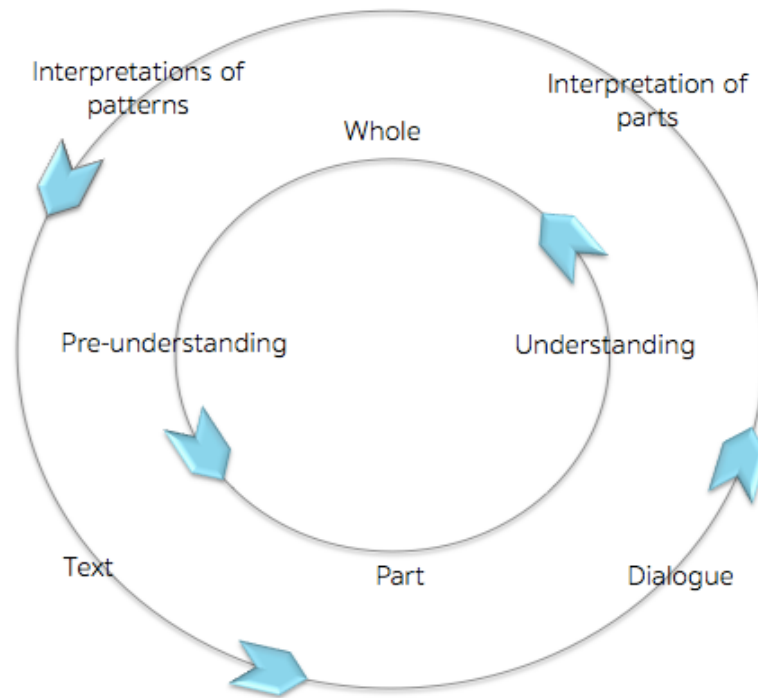 Interpretations of
patterns
Interpretation of
parts
Whole
Pre-understanding
Understanding
Text
Part
Dialogue